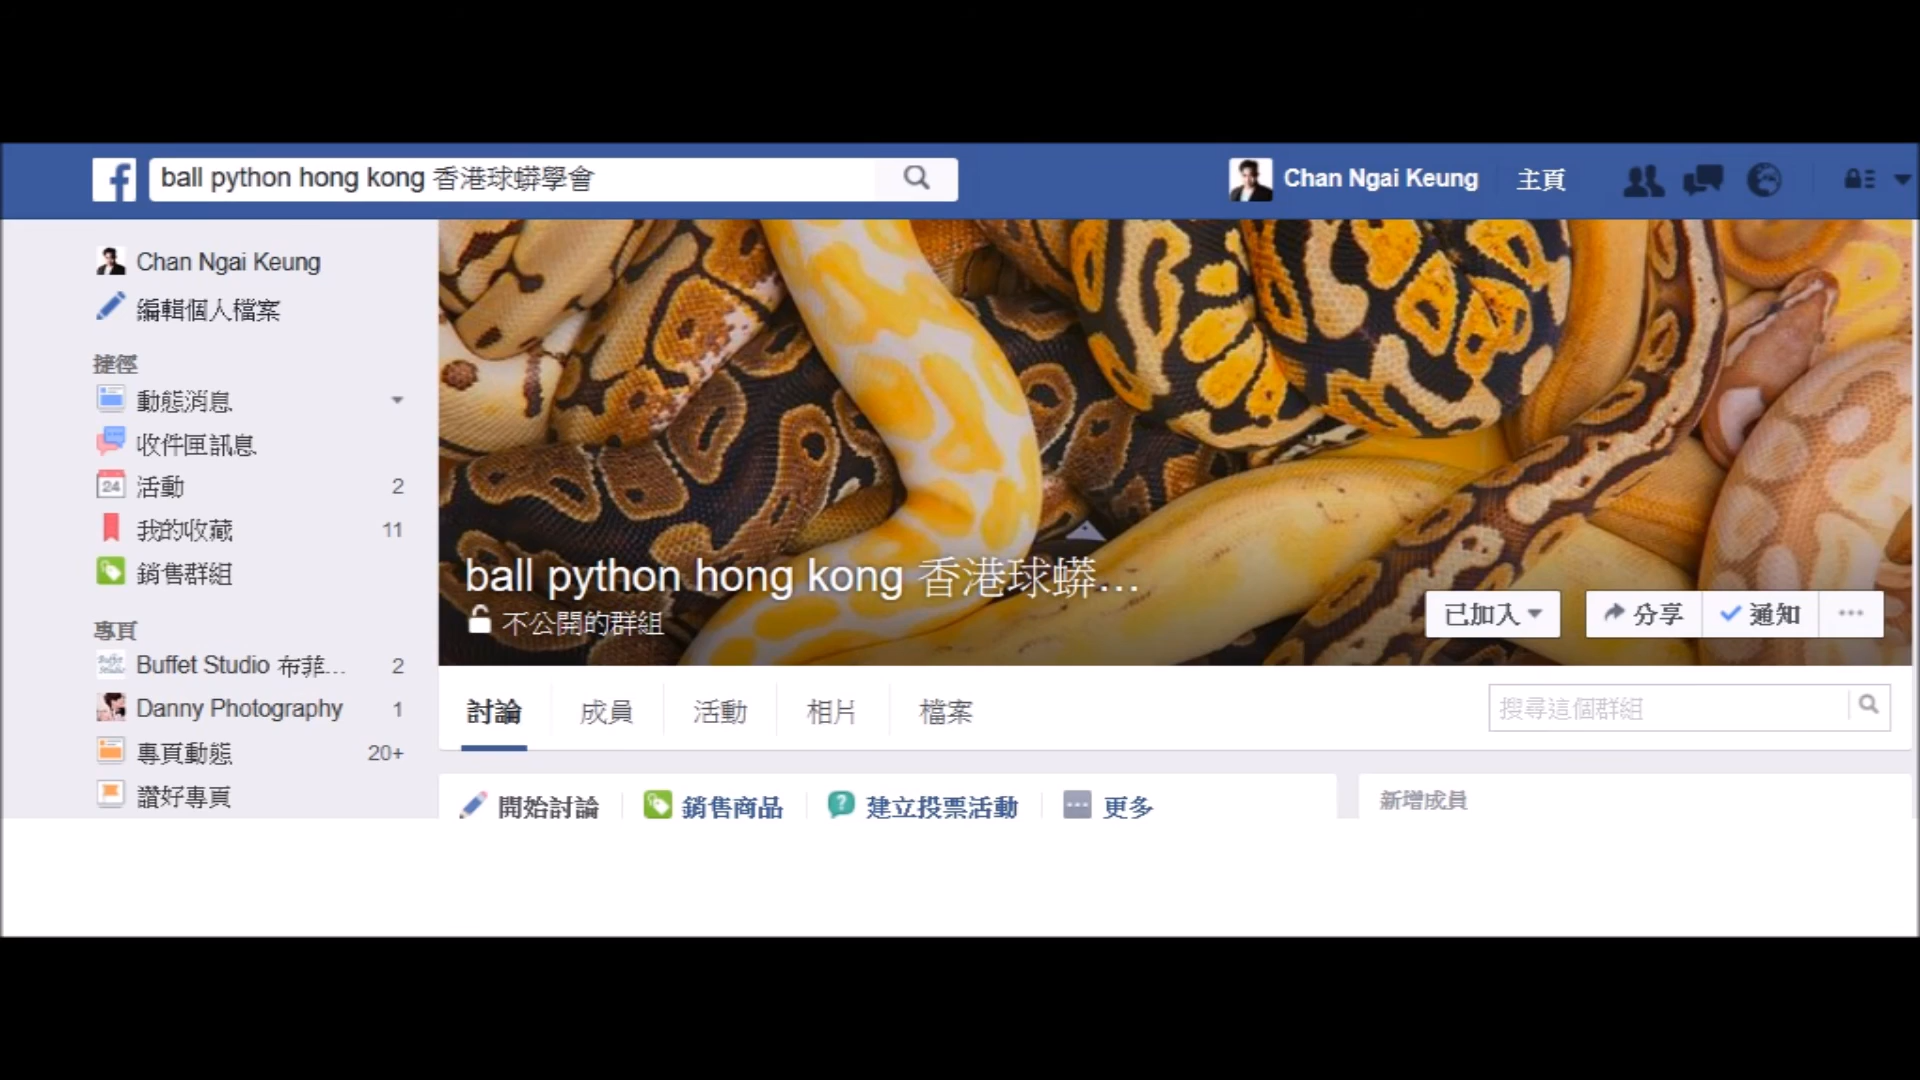 ball python hong kong 香港球蟒學會
Chan Ngai Keung
主頁
Chan Ngai Keung
編輯個人檔案
捷徑
動態消息
收件匣訊息
24
活動
2
我的收藏
11
銷售群組
專頁
Buffet Studio 布菲...
2
Danny Photography
1
專頁動態
20+
讚好專頁
ball python hong kong 香港球蟒...
不公開的群組
已加入
分享
通知
討論
成員
活動
相片
檔案
搜尋這個群組
開始討論
銷售商品
建立投票活動
更多
新增成員